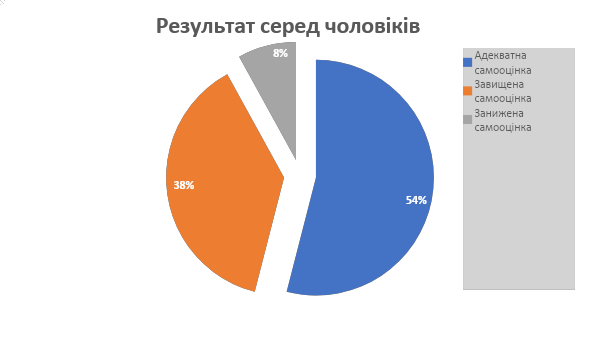 Результат серед чоловіків
8%
38%
54%
Адекватна
самооцінка
Завищена
самооцінка
Занижена
самооцінка